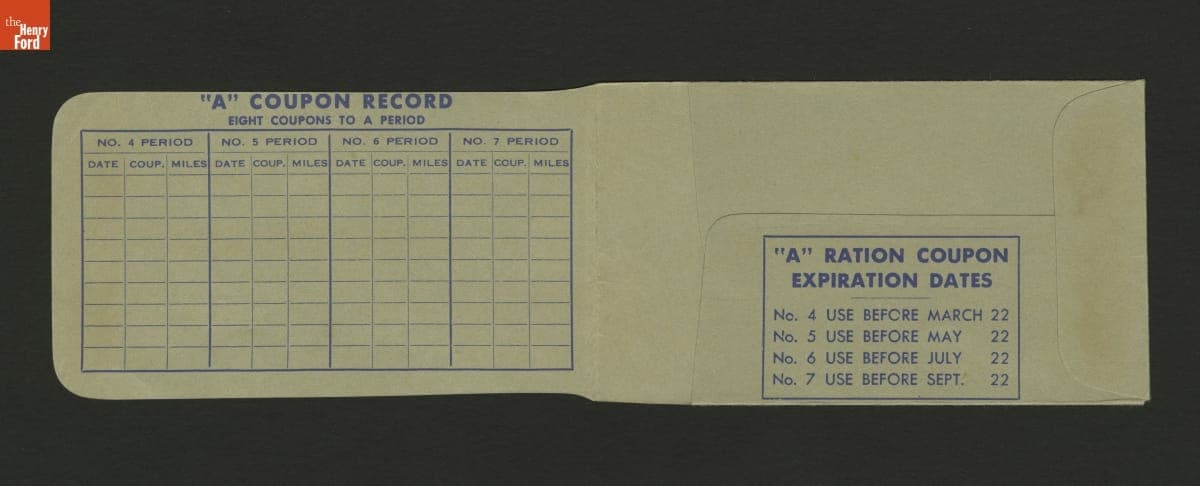 the
Henry
Ford
"A" COUPON RECORD
EIGHT COUPONS TO A PERIOD
NO. 4 PERIOD NO. 5 PERIOD NO. 6 PERIOD NO. 7 PERIOD
DATE COUP. MILES DATE COUP. MILES DATE COUP. MILES DATE COUP. MILES
"A" RATION COUPON
EXPIRATION DATES
No. 4 USE BEFORE MARCH 22
No. 5 USE BEFORE MAY 22
No. 6 USE BEFORE JULY 22
No. 7 USE BEFORE SEPT. 22